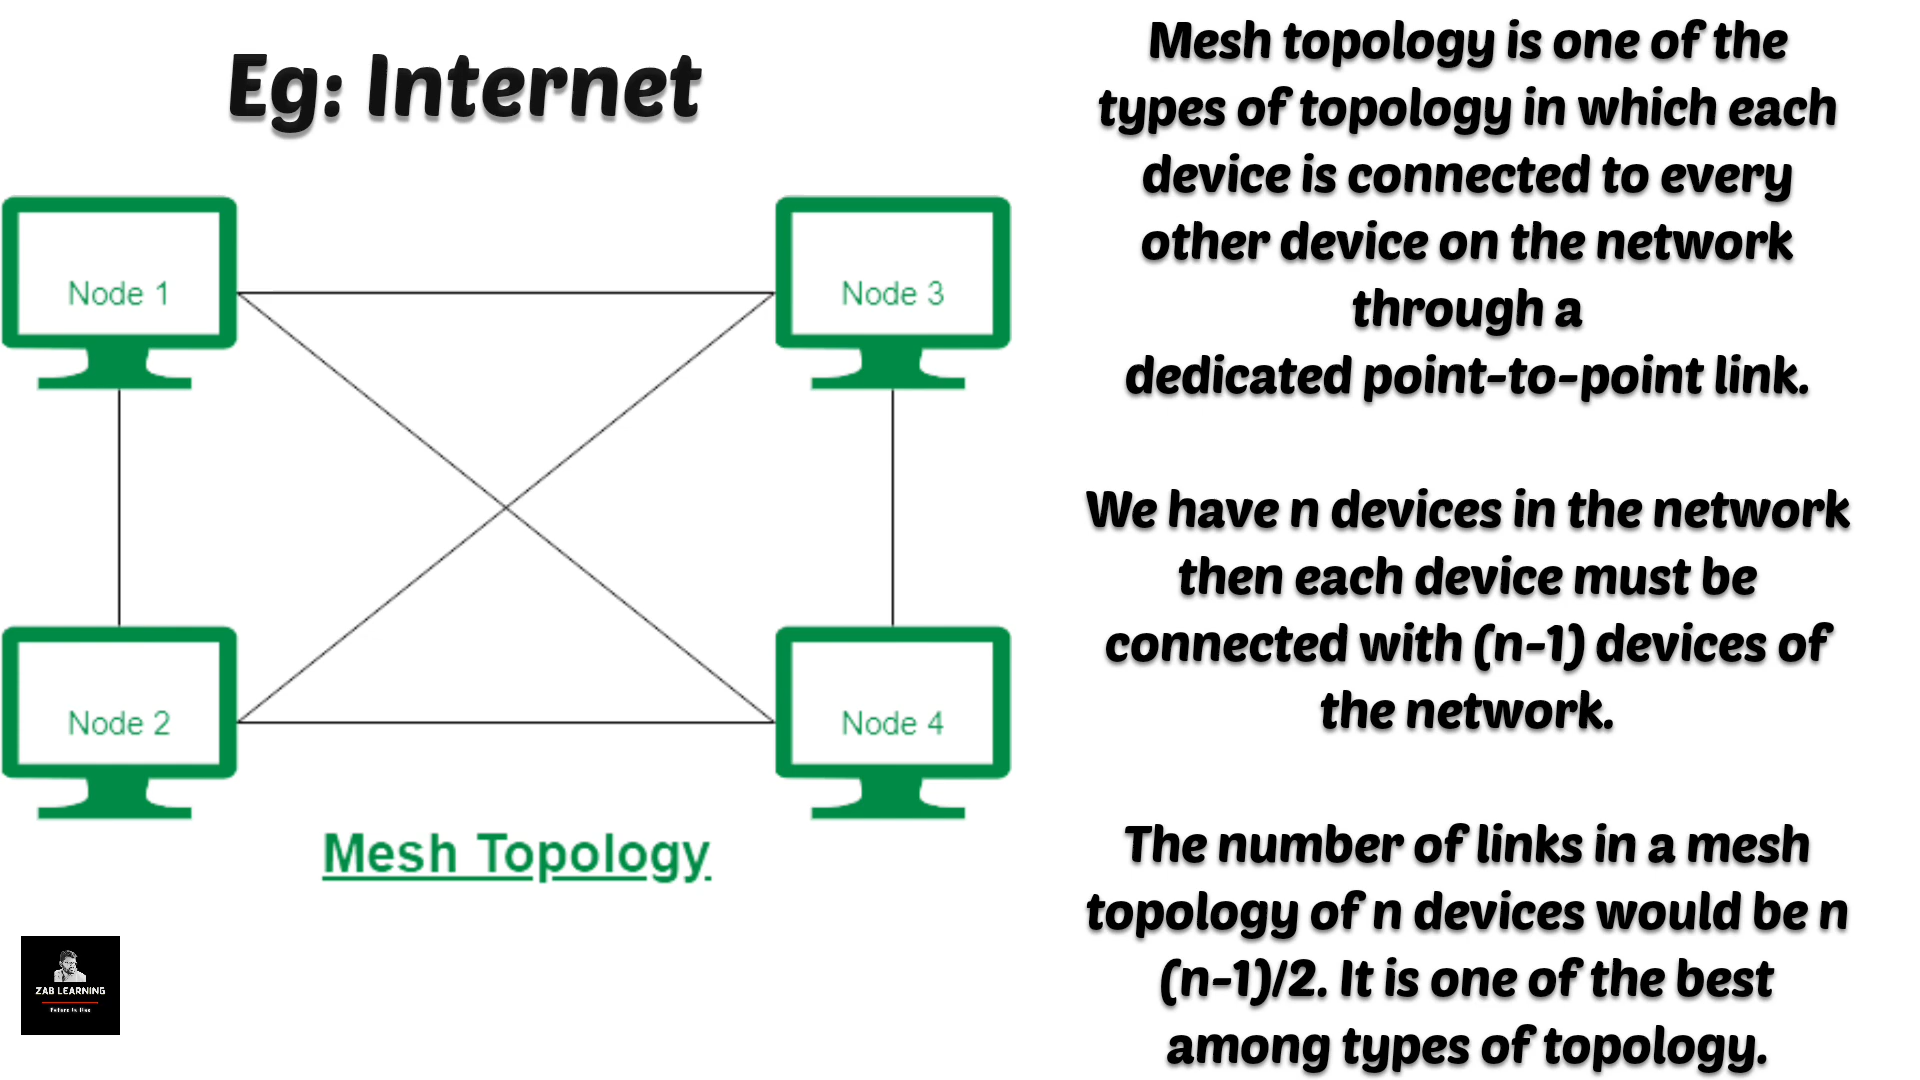 Eg: Internet
Node 1
Node 3
Node 2
Node 4
Mesh Topology
Mesh topology is one of the
types of topology in which each
device is connected to every
other device on the network
through a
dedicated point-to-point link.
We have n devices in the network
then each device must be
connected with (n-1) devices of
the network.
The number of links in a mesh
topology of n devices would be n
(n-1)/2. It is one of the best
among types of topology.
ZAB LEARNING